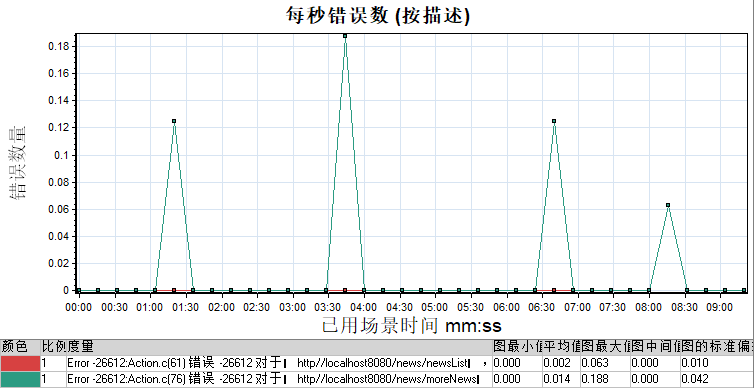 每秒错误数 (按描述)
错误数量
0.18
0.16
0.14
0.12
0.1
0.08
0.06
0.04
0.02
0
00:00 00:30 01:00 01:30 02:00 02:30 03:00 03:30 04:00 04:30 05:00 05:30 06:00 06:30 07:00 07:30 08:00 08:30 09:00
已用场景时间 mm:ss
颜色 比例 度量 图最小值 平均值 图最大值 图中间值 图的标准偏
1 Error -26612:Action.c(61) 错误 -26612 对于 http//localhost8080/news/newsList , 0.000 0.002 0.063 0.000 0.010
1 Error -26612:Action.c(76) 错误 -26612 对于 http//localhost8080/news/moreNews 0.000 0.014 0.188 0.000 0.042